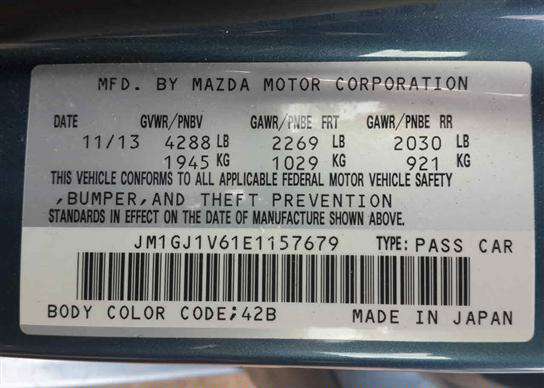 MFD. BY MAZDA MOTOR CORPORATION
DATE GVWR/PNBV GAWR/PNBE FRT GAWR/PNBE RR
11/13 4288 LB 2269 LB 2030 LB
1945 KG 1029 KG 921 KG
THIS VEHICLE CONFORMS TO ALL APPLICABLE FEDERAL MOTOR VEHICLE SAFETY
,BUMPER,AND THEFT PREVENTION
STANDARDS IN EFFECT ON THE DATE OF MANUFACTURE SHOWN ABOVE.
JM1GJ1V61E1157679 TYPE: PASS CAR
BODY COLOR CODE;42B MADE IN JAPAN